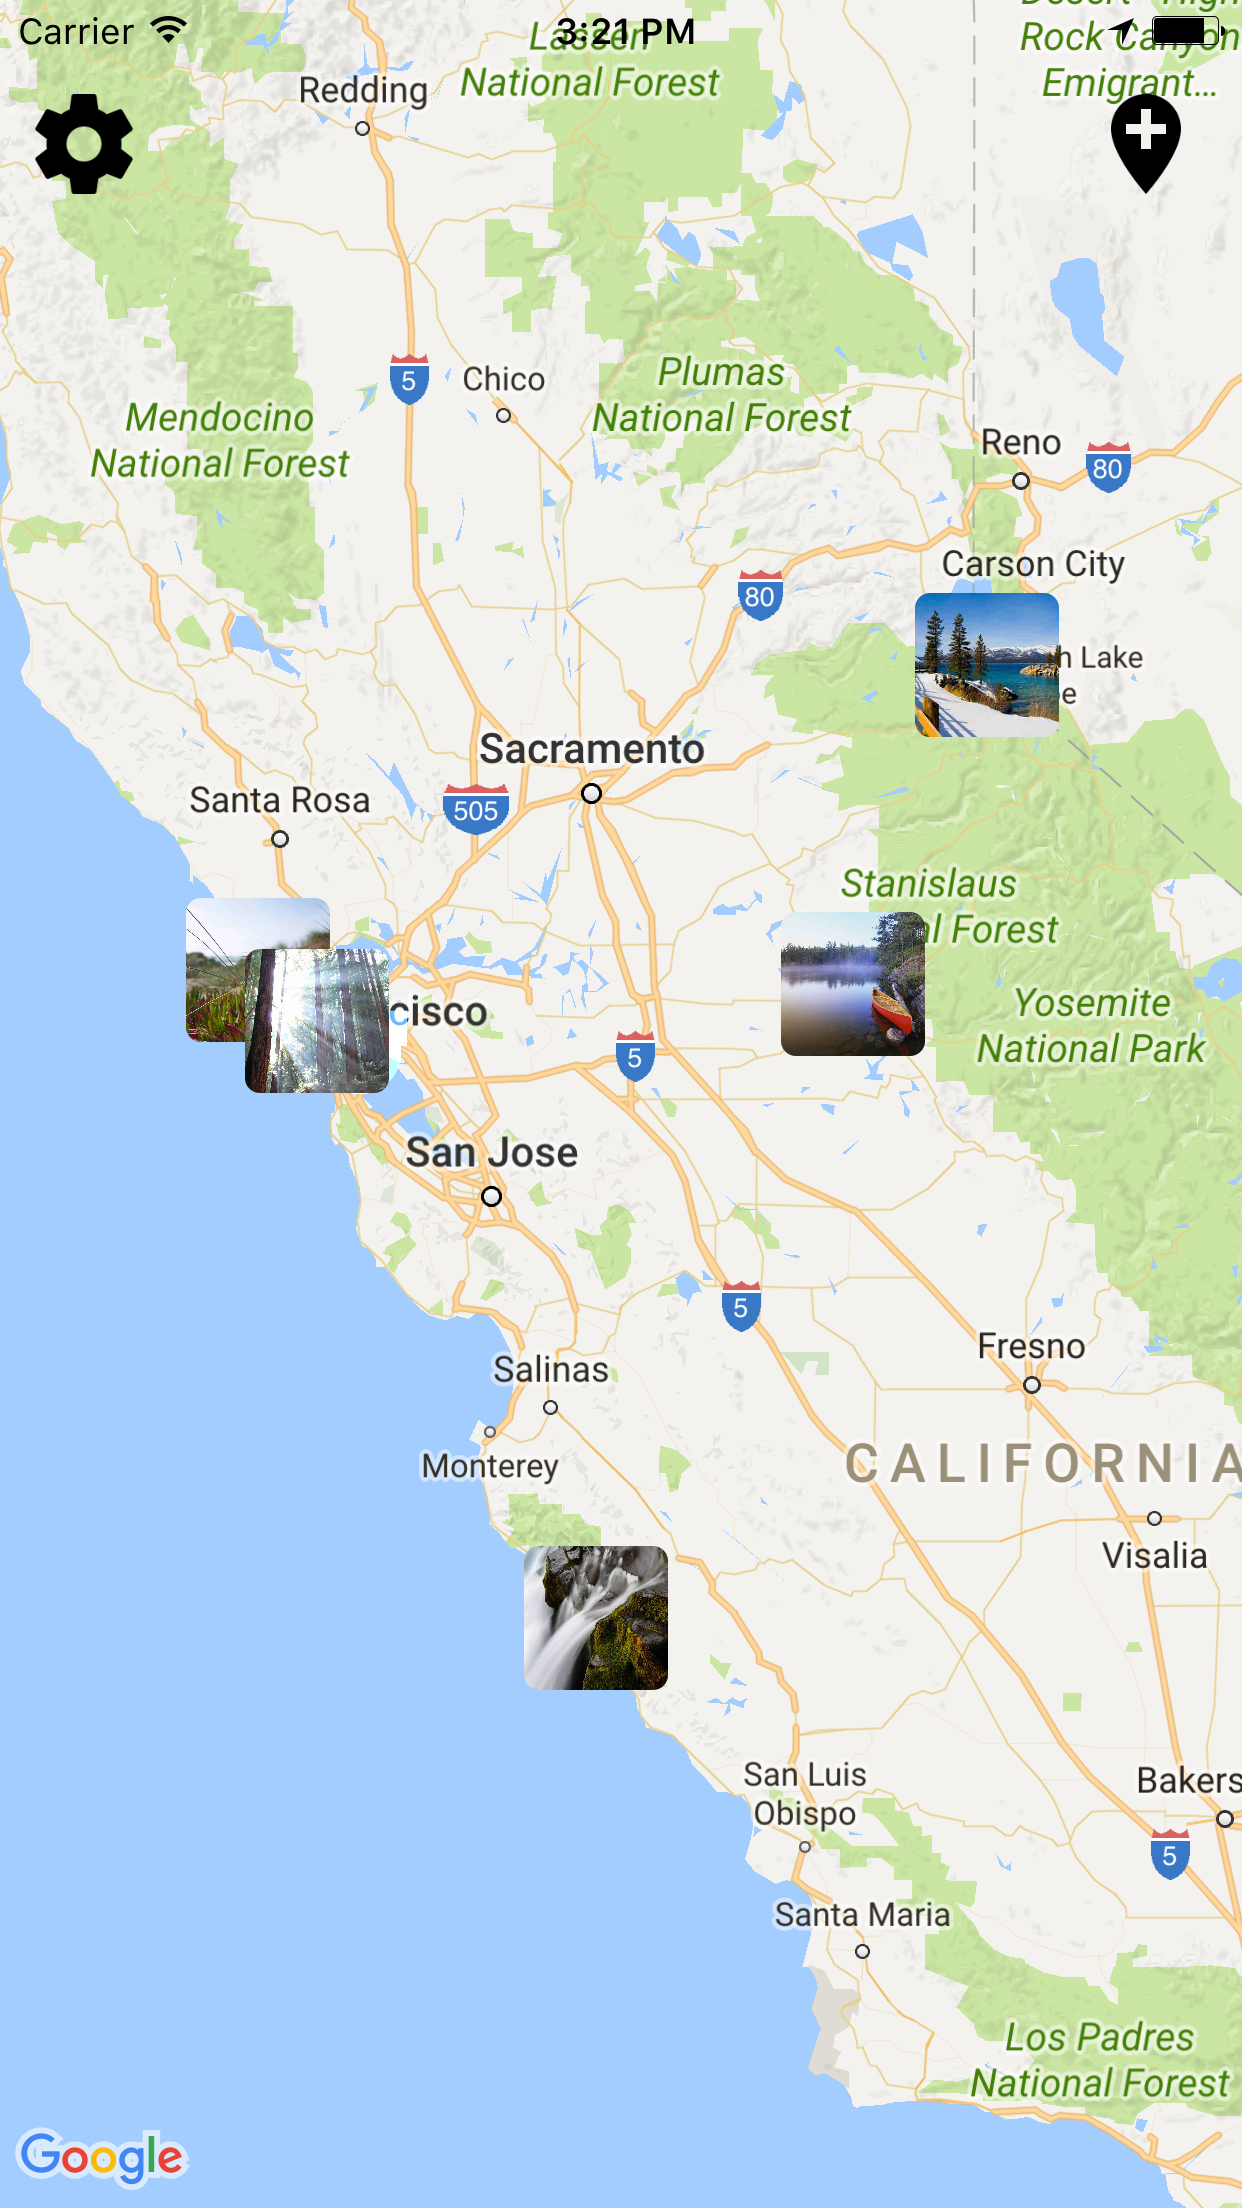 Carrier
3:21 PM
Lassen
National Forest
Rock Canyon
Emigrant...
Redding
5
Chico
Plumas
National Forest
Mendocino
National Forest
Reno
80
Carson City
80
h Lake
e
Sacramento
505
Santa Rosa
Stanislaus
al Forest
cisco
Yosemite
National Park
5
San Jose
5
Fresno
Salinas
Monterey
CALIFORNIA
Visalia
San Luis
Obispo
Bakers
5
Santa Maria
Los Padres
National Forest
Google